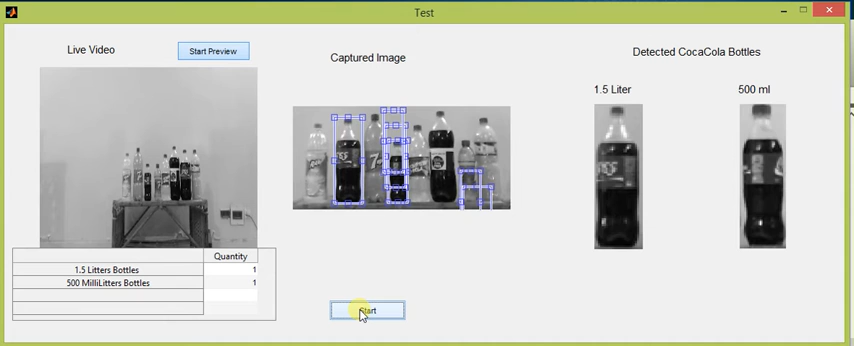 Test
Live Video
Start Preview
Captured Image
Detected CocaCola Bottles
1.5 Liter
500 ml
Quantity
1.5 Litters Bottles 1
500 MilliLitters Bottles 1
Start